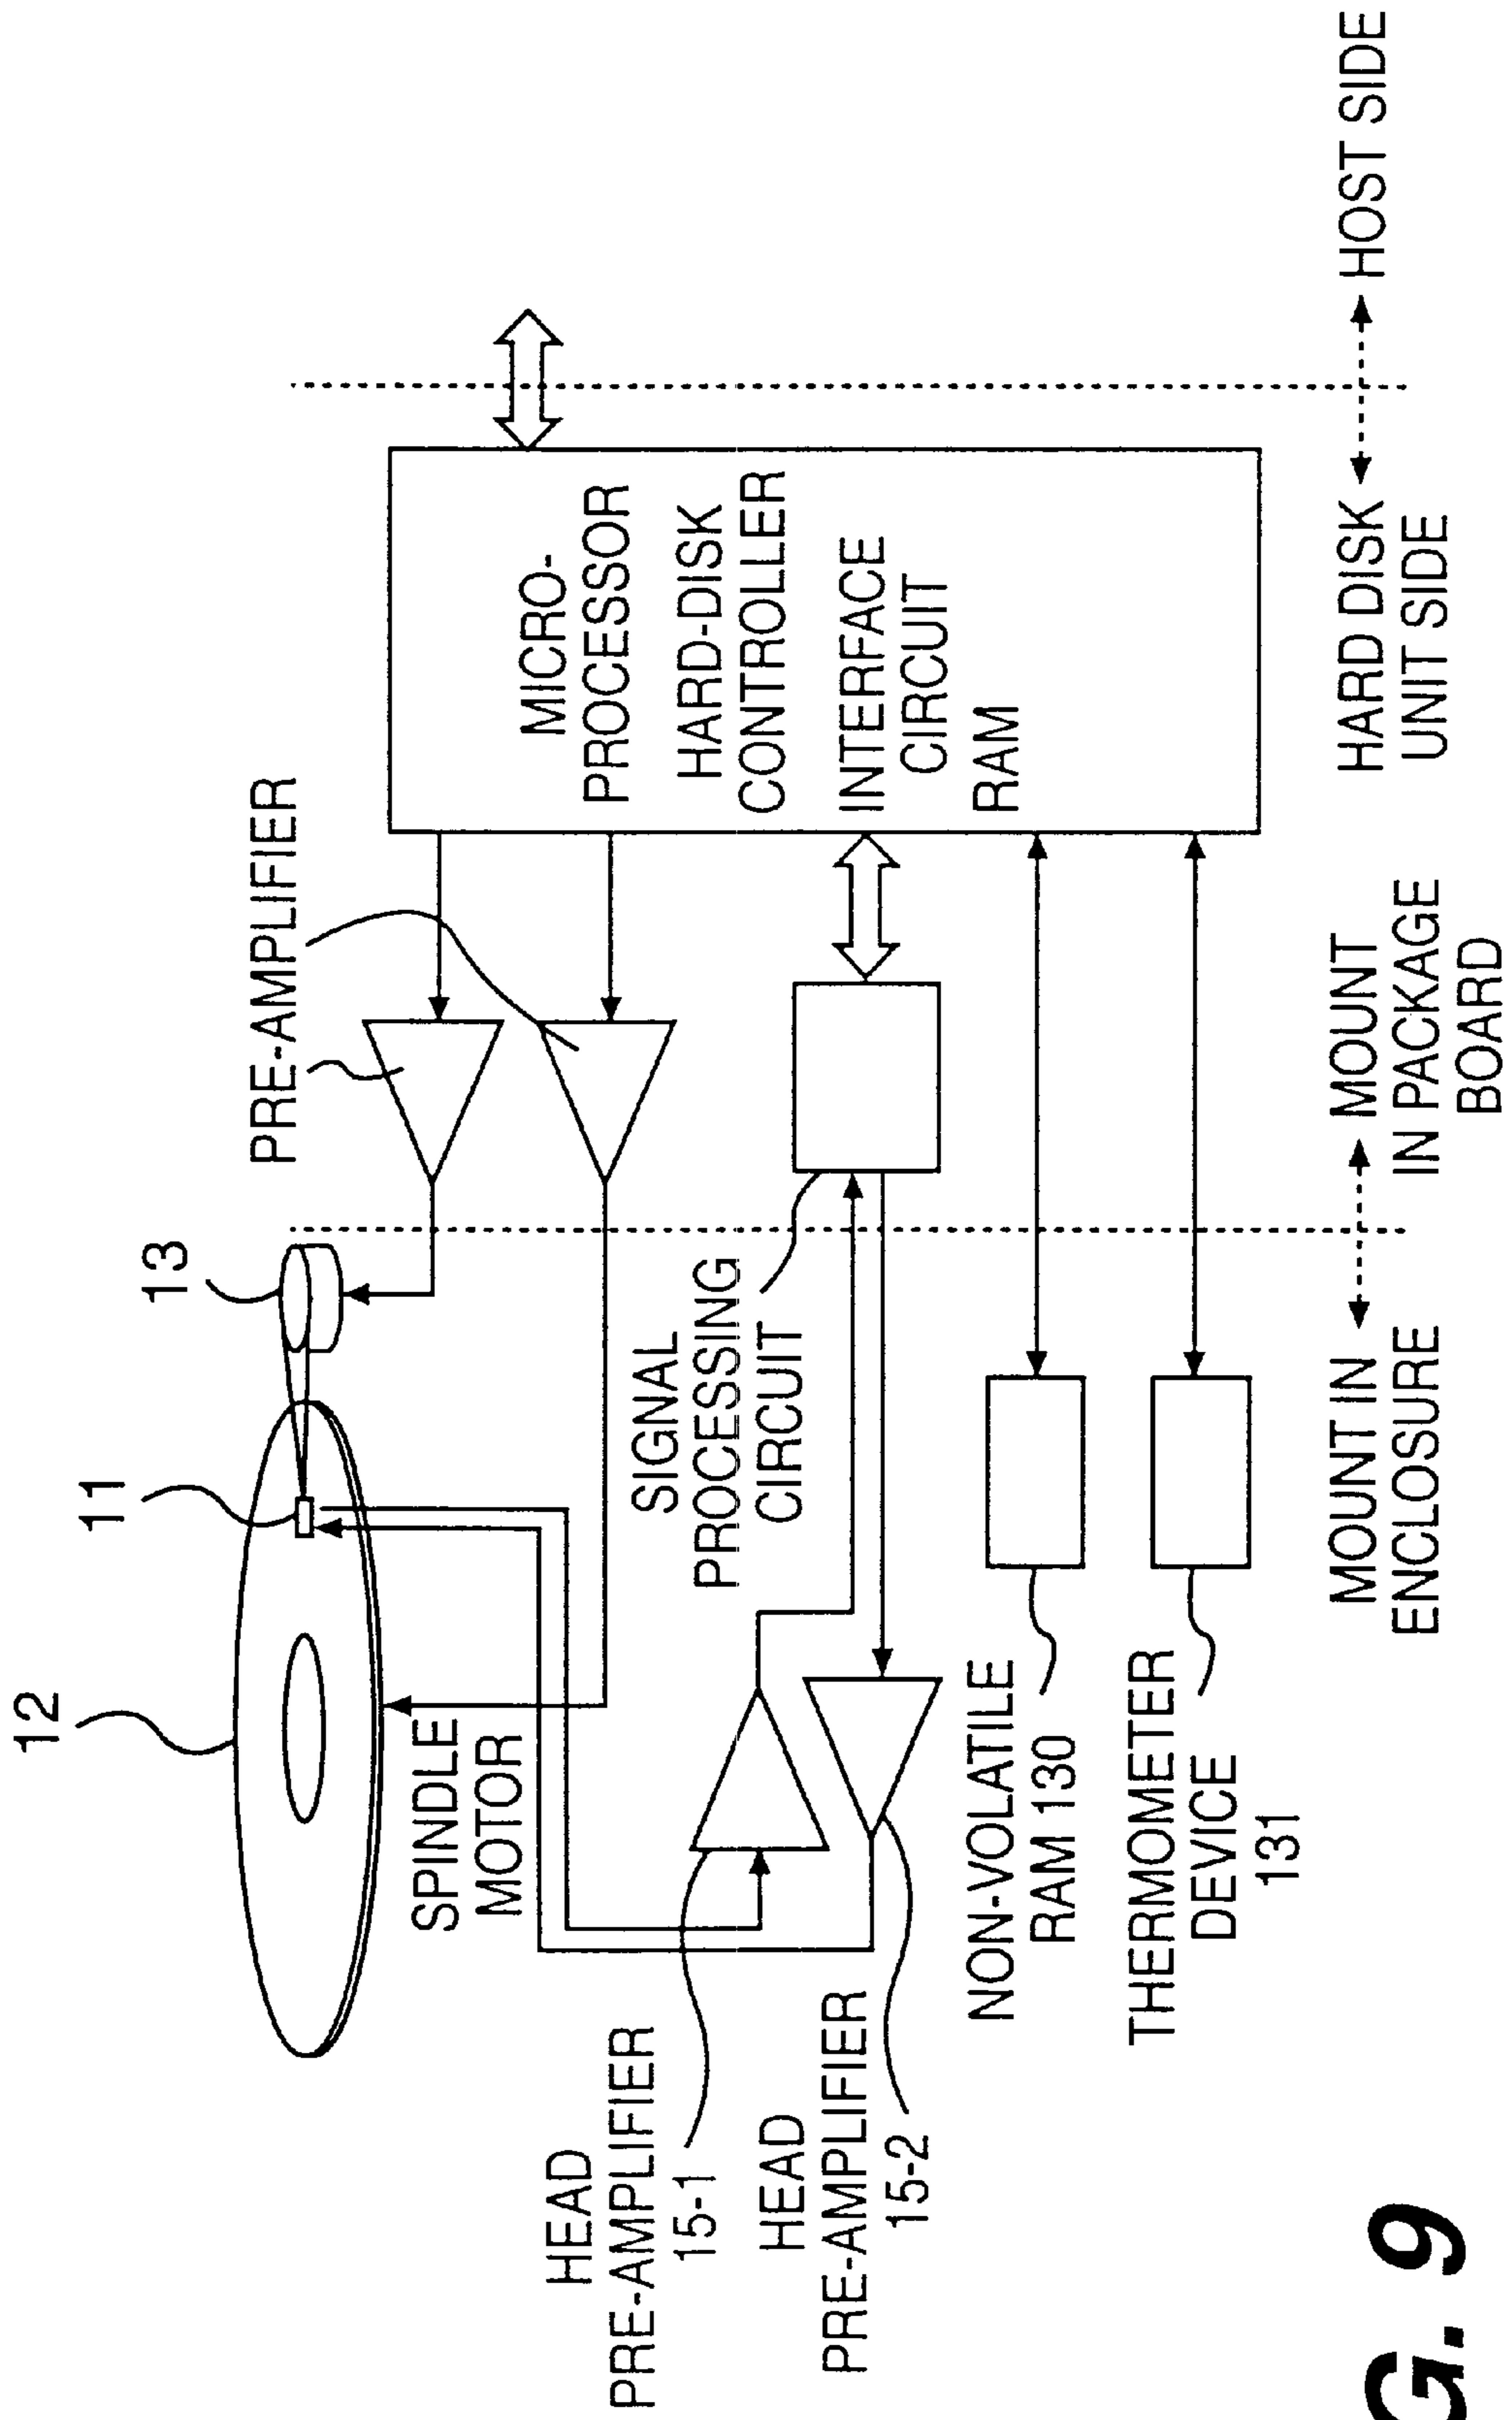 12
11
13
PRE-AMPLIFIER
SPINDLE
MOTOR
SIGNAL
PROCESSING
CIRCUIT
MICRO-
PROCESSOR
HARD-DISK
CONTROLLER
INTERFACE
CIRCUIT
RAM
HEAD
PRE-AMPLIFIER
15-1
HEAD
PRE-AMPLIFIER
15-2
NON-VOLATILE
RAM 130
THERMOMETER
DEVICE
131
MOUNT IN
ENCLOSURE
MOUNT
IN PACKAGE
BOARD
HARD DISK
UNIT SIDE
HOST SIDE
G. 9